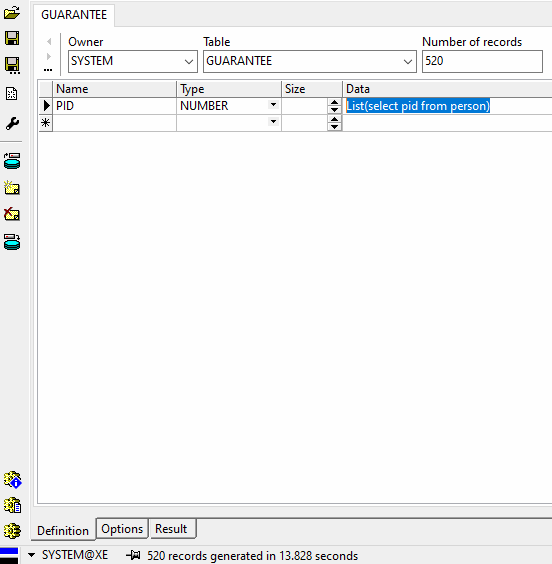 GUARANTEE
Owner Table Number of records
SYSTEM GUARANTEE 520
Name Type Size Data
PID NUMBER List(select pid from person)
Definition Options Result
SYSTEM@XE 520 records generated in 13.828 seconds